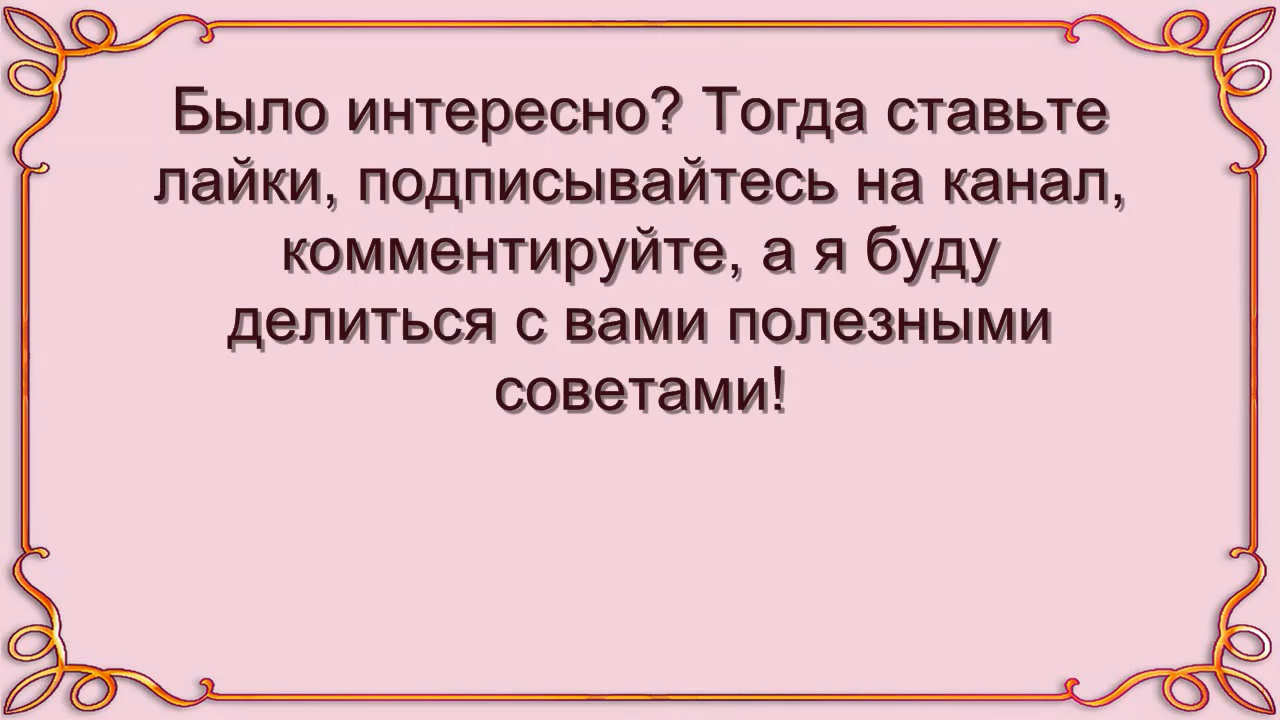 Было интересно? Тогда ставьте
лайки, подписывайтесь на канал,
комментируйте, а я буду
делиться с вами полезными
советами!